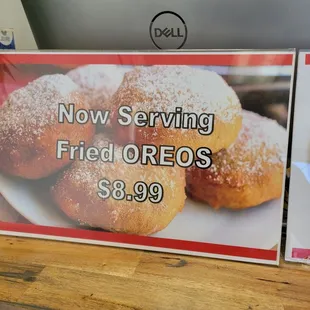 DELL
Now Serving
Fried OREOS
$8.99